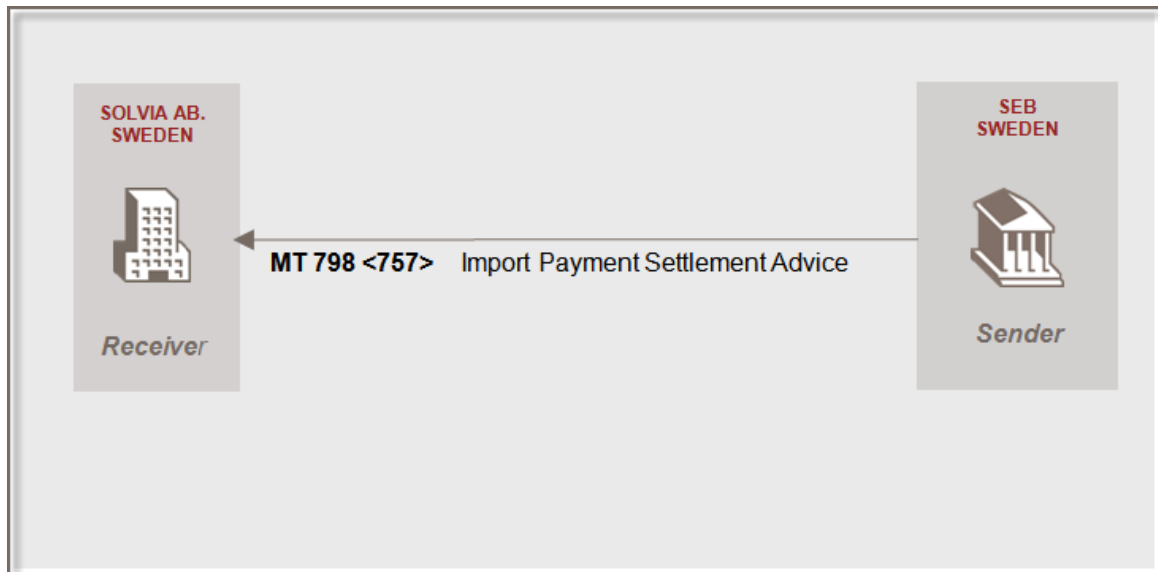 SOLVIA AB.
SWEDEN
Receiver
MT 798 <757> Import Payment Settlement Advice
SEB
SWEDEN
Sender